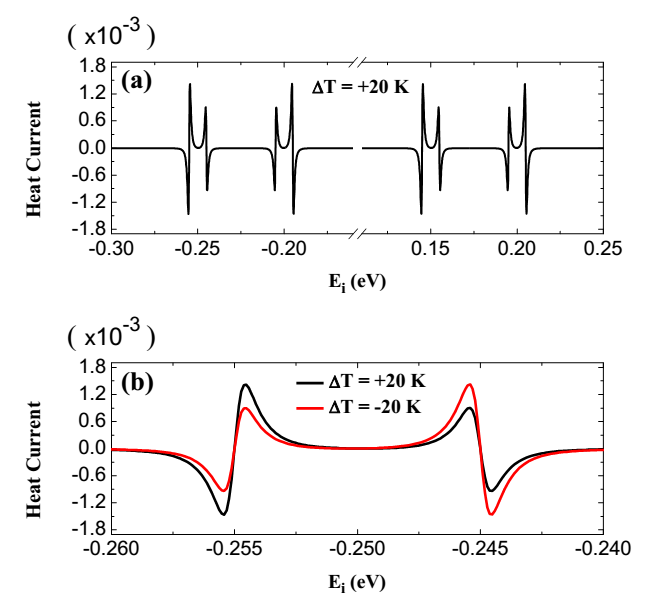 ( x10⁻³ )
(a)
ΔT = +20 K
Heat Current
1.8
1.2
0.6
0.0
-0.6
-1.2
-1.8
-0.30 -0.25 -0.20 0.15 0.20 0.25
E_i (eV)
( x10⁻³ )
(b)
ΔT = +20 K
ΔT = -20 K
Heat Current
1.8
1.2
0.6
0.0
-0.6
-1.2
-1.8
-0.260 -0.255 -0.250 -0.245 -0.240
E_i (eV)